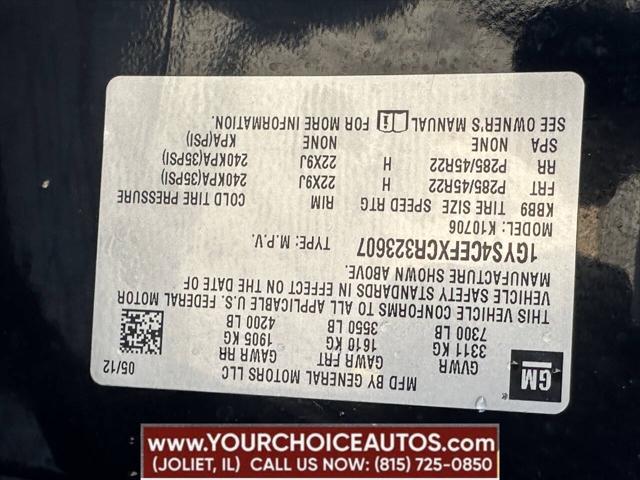 MFD BY GENERAL MOTORS LLC 05/12
GM
GVWR GAWR FRT GAWR RR
3311 KG 1610 KG 1905 KG
7300 LB 3550 LB 4200 LB
THIS VEHICLE CONFORMS TO ALL APPLICABLE U.S. FEDERAL MOTOR
VEHICLE SAFETY STANDARDS IN EFFECT ON THE DATE OF
MANUFACTURE SHOWN ABOVE.
1GYS4CEFXCR323607 TYPE: M.P.V.
MODEL: K10706
KBB9 TIRE SIZE SPEED RTG RIM COLD TIRE PRESSURE
FRT P285/45R22 H 22X9J 240KPA(35PSI)
RR P285/45R22 H 22X9J 240KPA(35PSI)
SPA NONE NONE KPA(PSI)
SEE OWNER'S MANUAL FOR MORE INFORMATION.
WWW.YOURCHOICEAUTOS.COM
(JOLIET, IL) CALL US NOW: (815) 725-0850